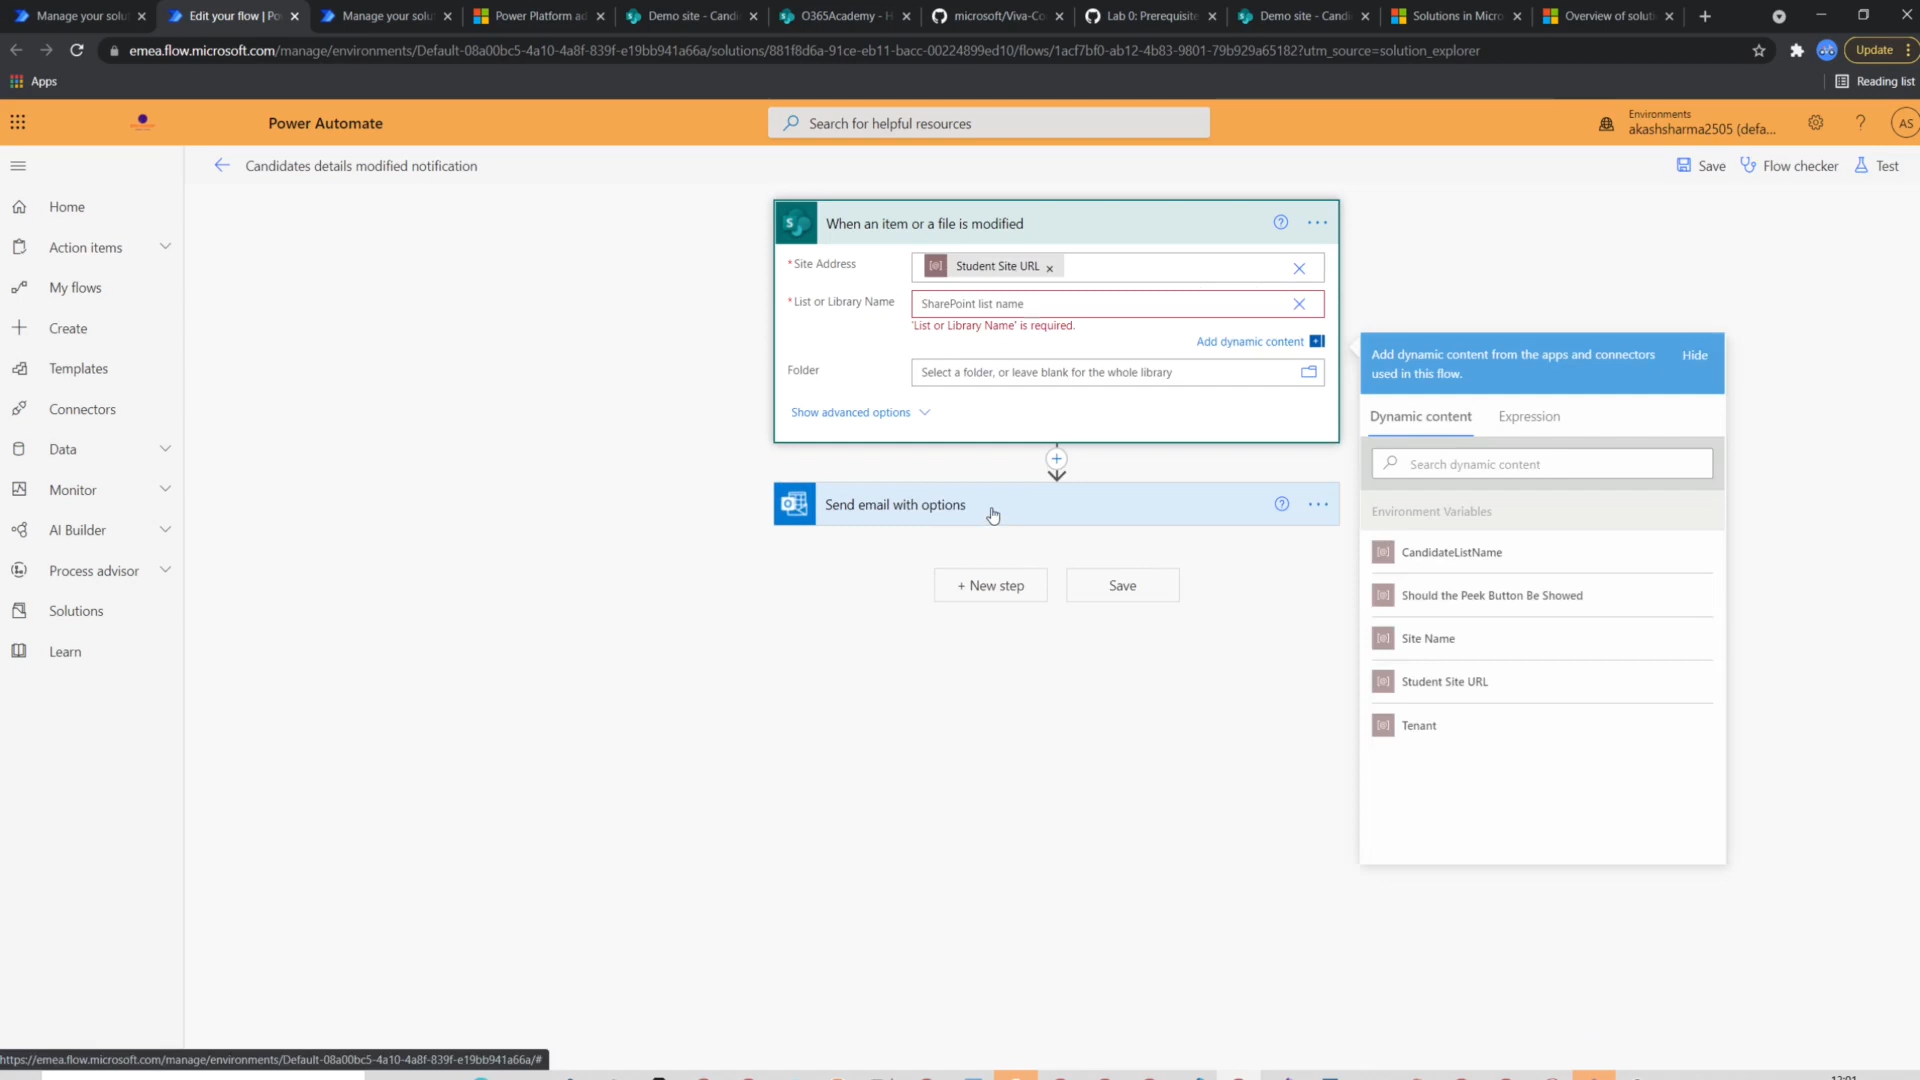 Manage your solu
Edit your flow | Po
Manage your solu
Power Platform ad
Demo site - Candi
O365Academy - H
microsoft/Viva-Co
Lab 0: Prerequisite
Demo site - Candi
Solutions in Micro
Overview of soluti
emea.flow.microsoft.com/manage/environments/Default-08a00bc5-4a10-4a8f-839f-e19bb941a66a/solutions/881f8d6a-91ce-eb11-bacc-00224899ed10/flows/1acf7bf0-ab12-4b83-9801-79b929a65182?utm_source=solution_explorer
Update
Apps
Reading list
Power Automate
Search for helpful resources
Environments
akashsharma2505 (defa...
?
AS
Candidates details modified notification
Save
Flow checker
Test
Home
Action items
My flows
Create
Templates
Connectors
Data
Monitor
AI Builder
Process advisor
Solutions
Learn
When an item or a file is modified
*Site Address
Student Site URL
*List or Library Name
SharePoint list name
'List or Library Name' is required.
Add dynamic content
Folder
Select a folder, or leave blank for the whole library
Show advanced options
Send email with options
+ New step
Save
Add dynamic content from the apps and connectors
used in this flow.
Hide
Dynamic content
Expression
Search dynamic content
Environment Variables
CandidateListName
Should the Peek Button Be Showed
Site Name
Student Site URL
Tenant
https://emea.flow.microsoft.com/manage/environments/Default-08a00bc5-4a10-4a8f-839f-e19bb941a66a/#